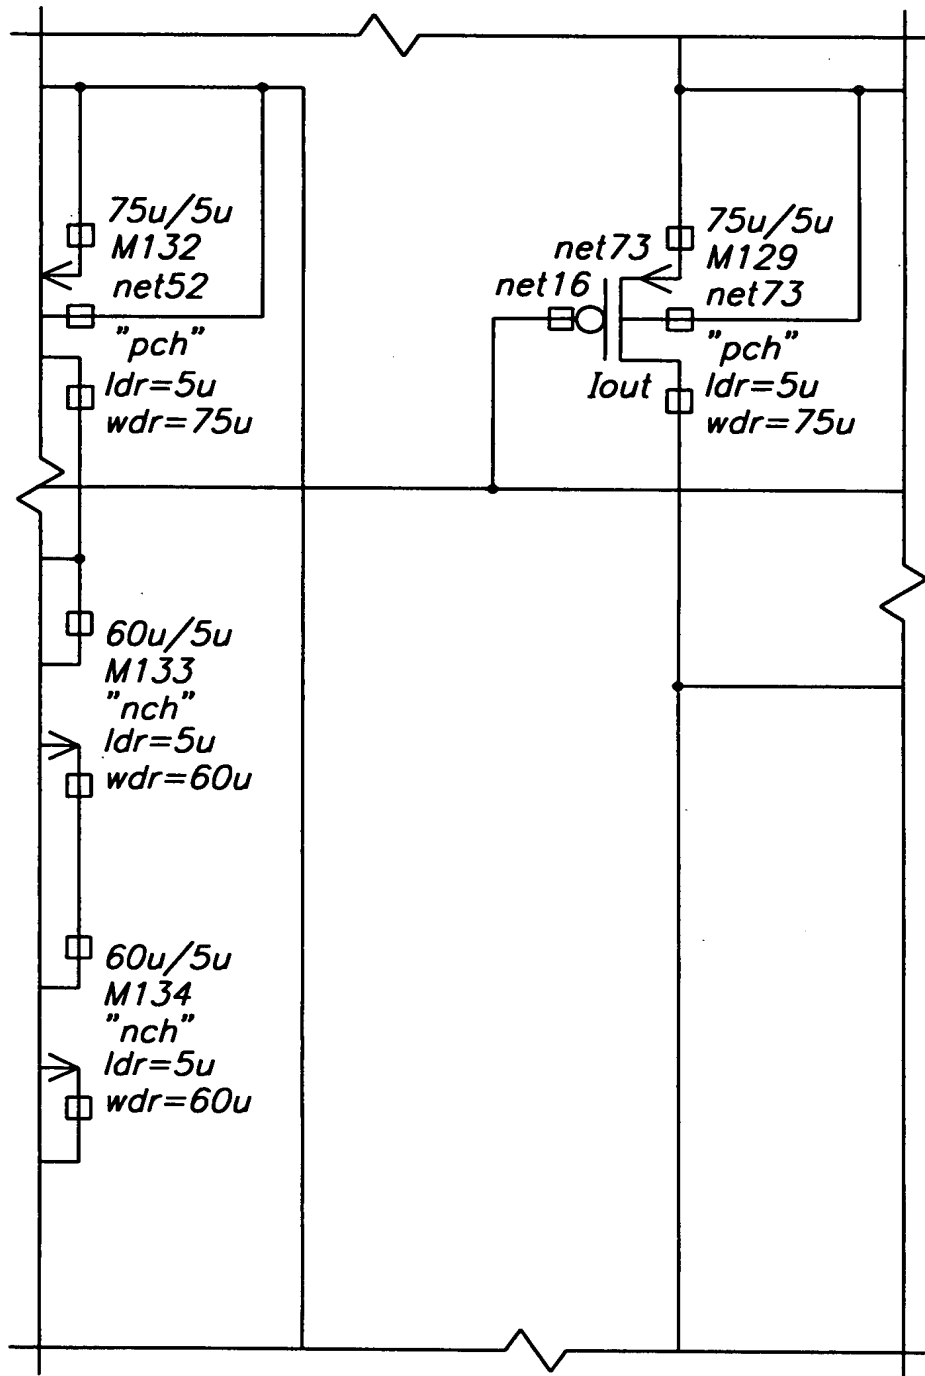 75u/5u
M132
net52
"pch"
ldr=5u
wdr=75u
net73
net16
Iout
75u/5u
M129
net73
"pch"
ldr=5u
wdr=75u
60u/5u
M133
"nch"
ldr=5u
wdr=60u
60u/5u
M134
"nch"
ldr=5u
wdr=60u